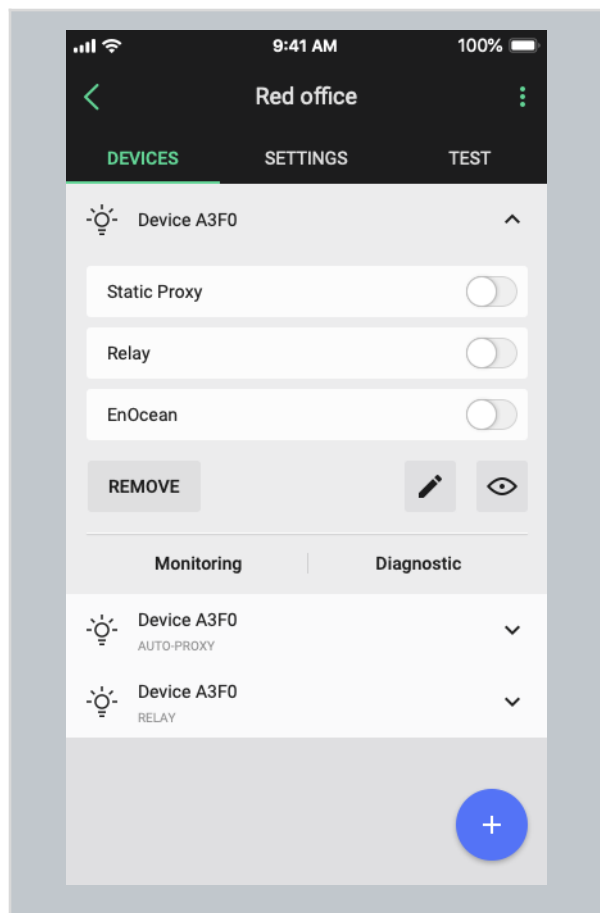 9:41 AM 100%
Red office
DEVICES SETTINGS TEST
Device A3F0
Static Proxy
Relay
EnOcean
REMOVE
Monitoring Diagnostic
Device A3F0
AUTO-PROXY
Device A3F0
RELAY